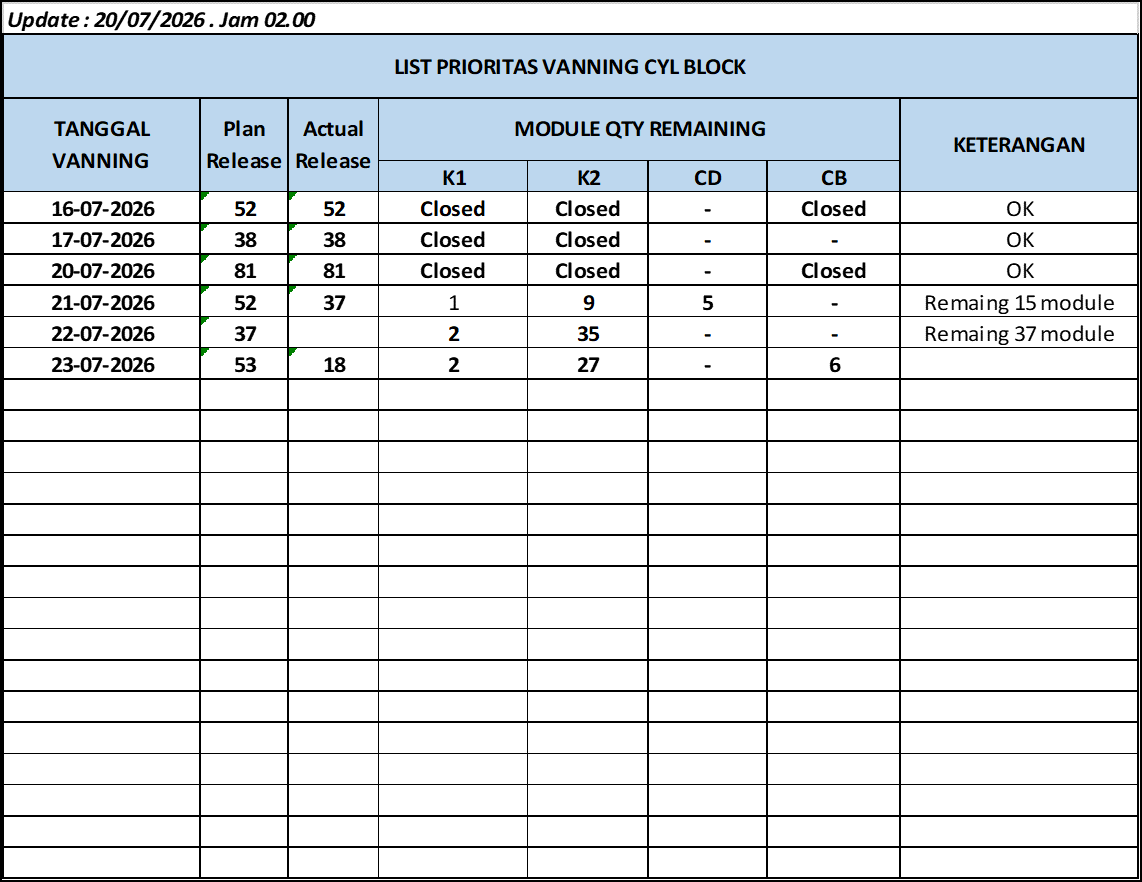 Update : 20/07/2026 . Jam 02.00
LIST PRIORITAS VANNING CYL BLOCK
TANGGAL VANNING Plan Release Actual Release MODULE QTY REMAINING KETERANGAN
K1 K2 CD CB
16-07-2026 52 52 Closed Closed - Closed OK
17-07-2026 38 38 Closed Closed - - OK
20-07-2026 81 81 Closed Closed - Closed OK
21-07-2026 52 37 1 9 5 - Remaing 15 module
22-07-2026 37 2 35 - - Remaing 37 module
23-07-2026 53 18 2 27 - 6